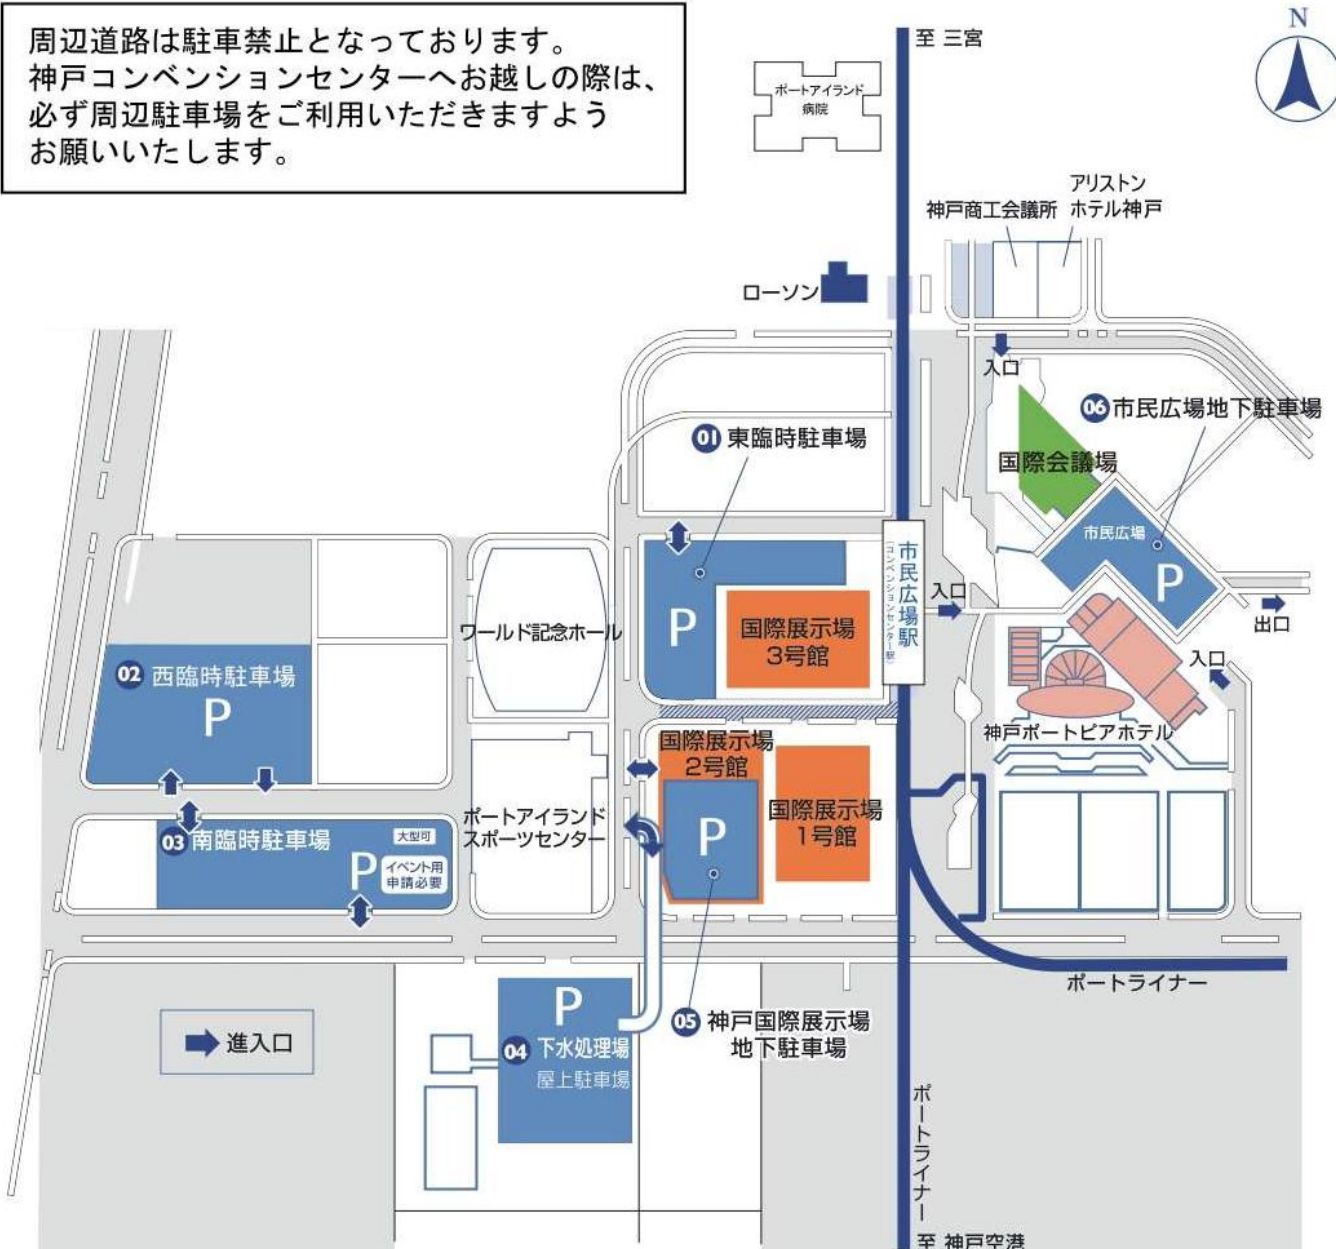 周辺道路は駐車禁止となっております。
神戸コンベンションセンターへお越しの際は、
必ず周辺駐車場をご利用いただきますよう
お願いいたします。
至 三宮
N
ポートアイランド
病院
アリストン
ホテル神戸
神戸商工会議所
ローソン
入口
06 市民広場地下駐車場
01 東臨時駐車場
国際会議場
市民広場
P
市民広場駅
(コンベンションセンター駅)
入口
出口
入口
P
国際展示場
3号館
ワールド記念ホール
02 西臨時駐車場
P
神戸ポートピアホテル
国際展示場
2号館
P
国際展示場
1号館
ポートアイランド
スポーツセンター
03 南臨時駐車場
大型可
P
イベント用
申請必要
ポートライナー
進入口
P
04 下水処理場
屋上駐車場
05 神戸国際展示場
地下駐車場
ポートライナー
至 神戸空港